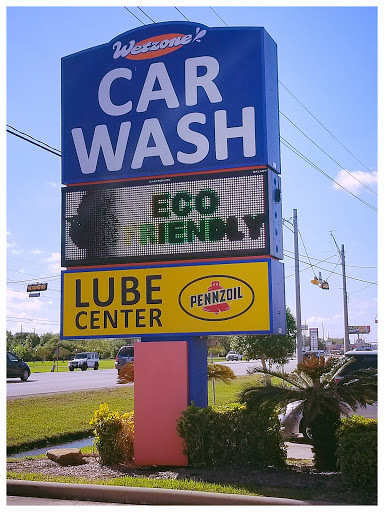 Wetzone!
CAR
WASH
ECO
FRIENDLY
LUBE
CENTER
PENNZOIL